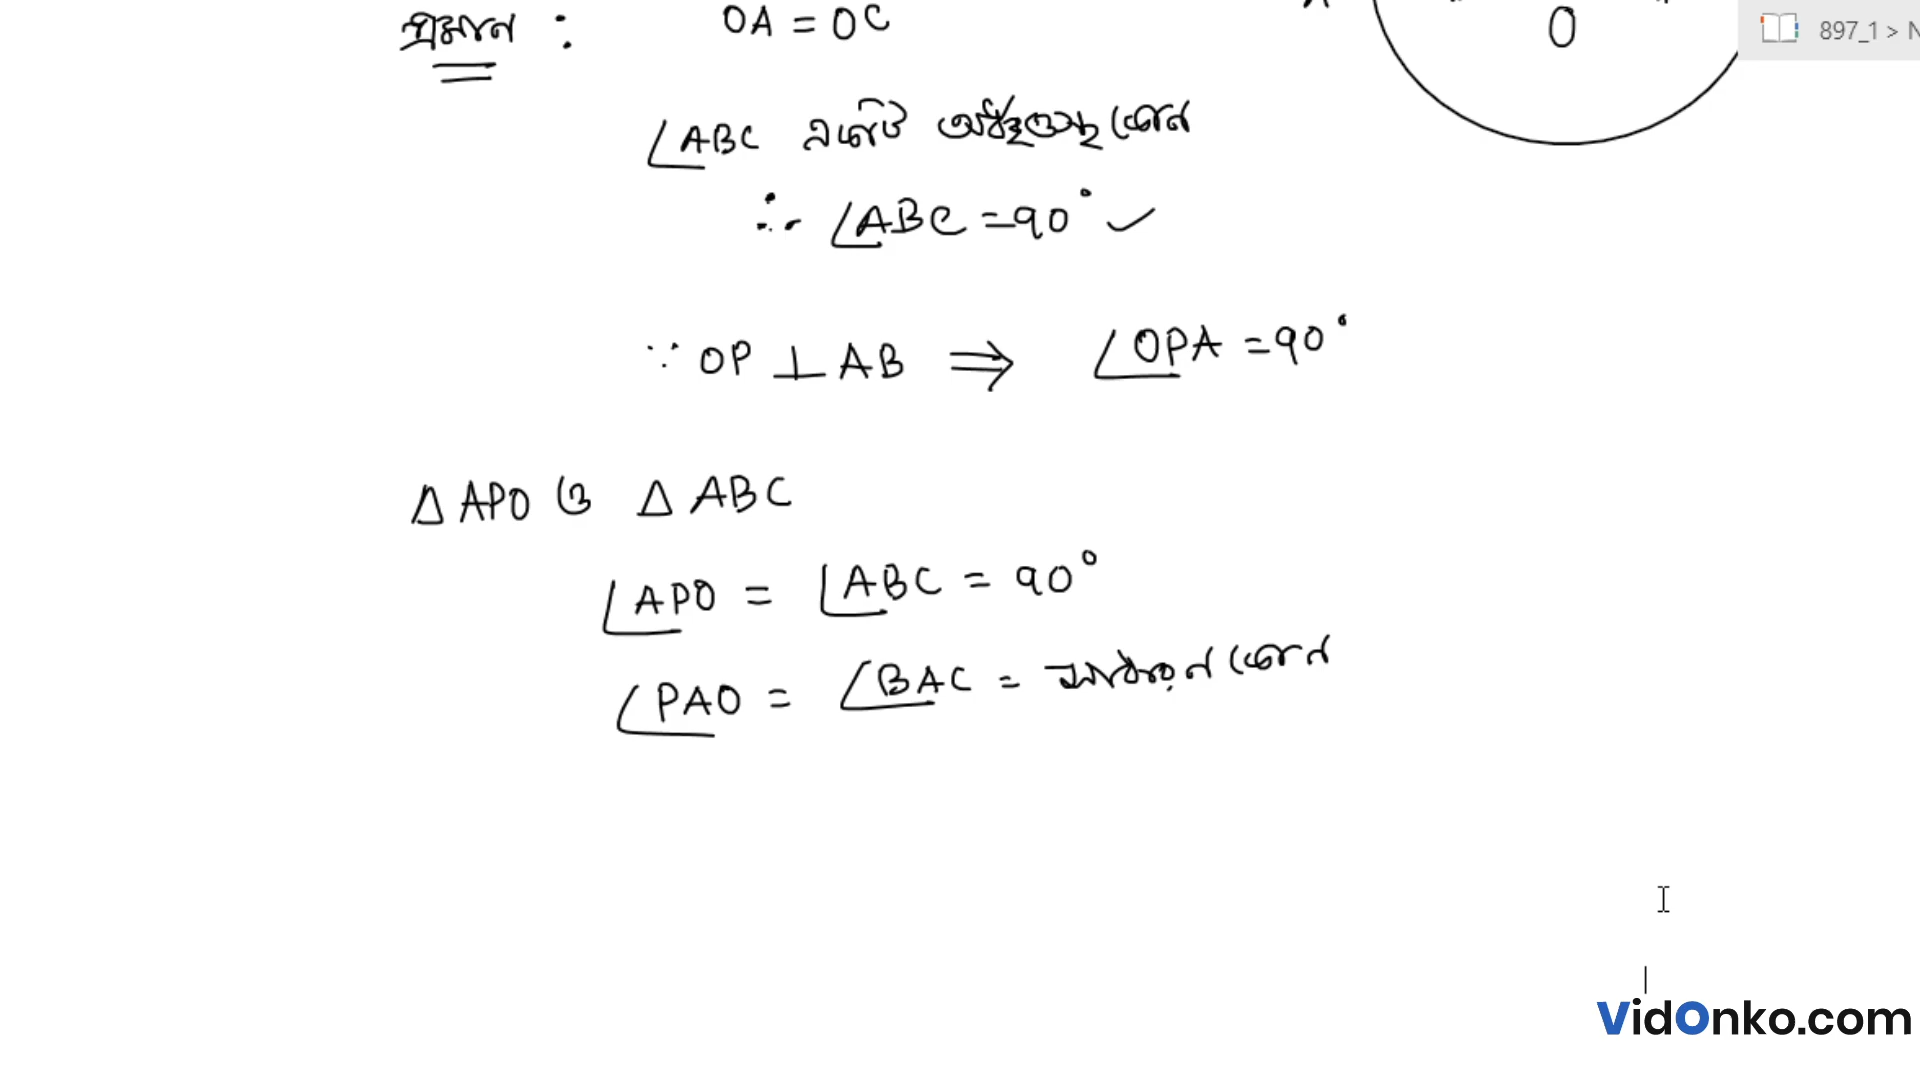 প্রমান : OA = OC
O
897_1 > N
∠ABC একটি অর্ধবৃত্তস্থ কোন
∴ ∠ABC = 90° ✓
∵ OP ⊥ AB ⇒ ∠OPA = 90°
Δ APO ও Δ ABC
∠APO = ∠ABC = 90°
∠PAO = ∠BAC = সাধারন কোন
VidOnko.com